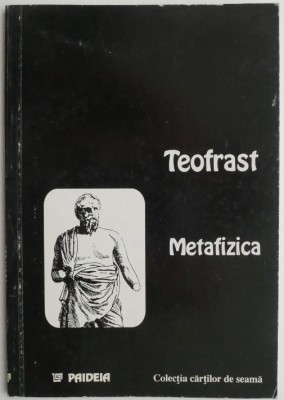 Teofrast
Metafizica
PAIDEIA
Colecția cărților de seamă